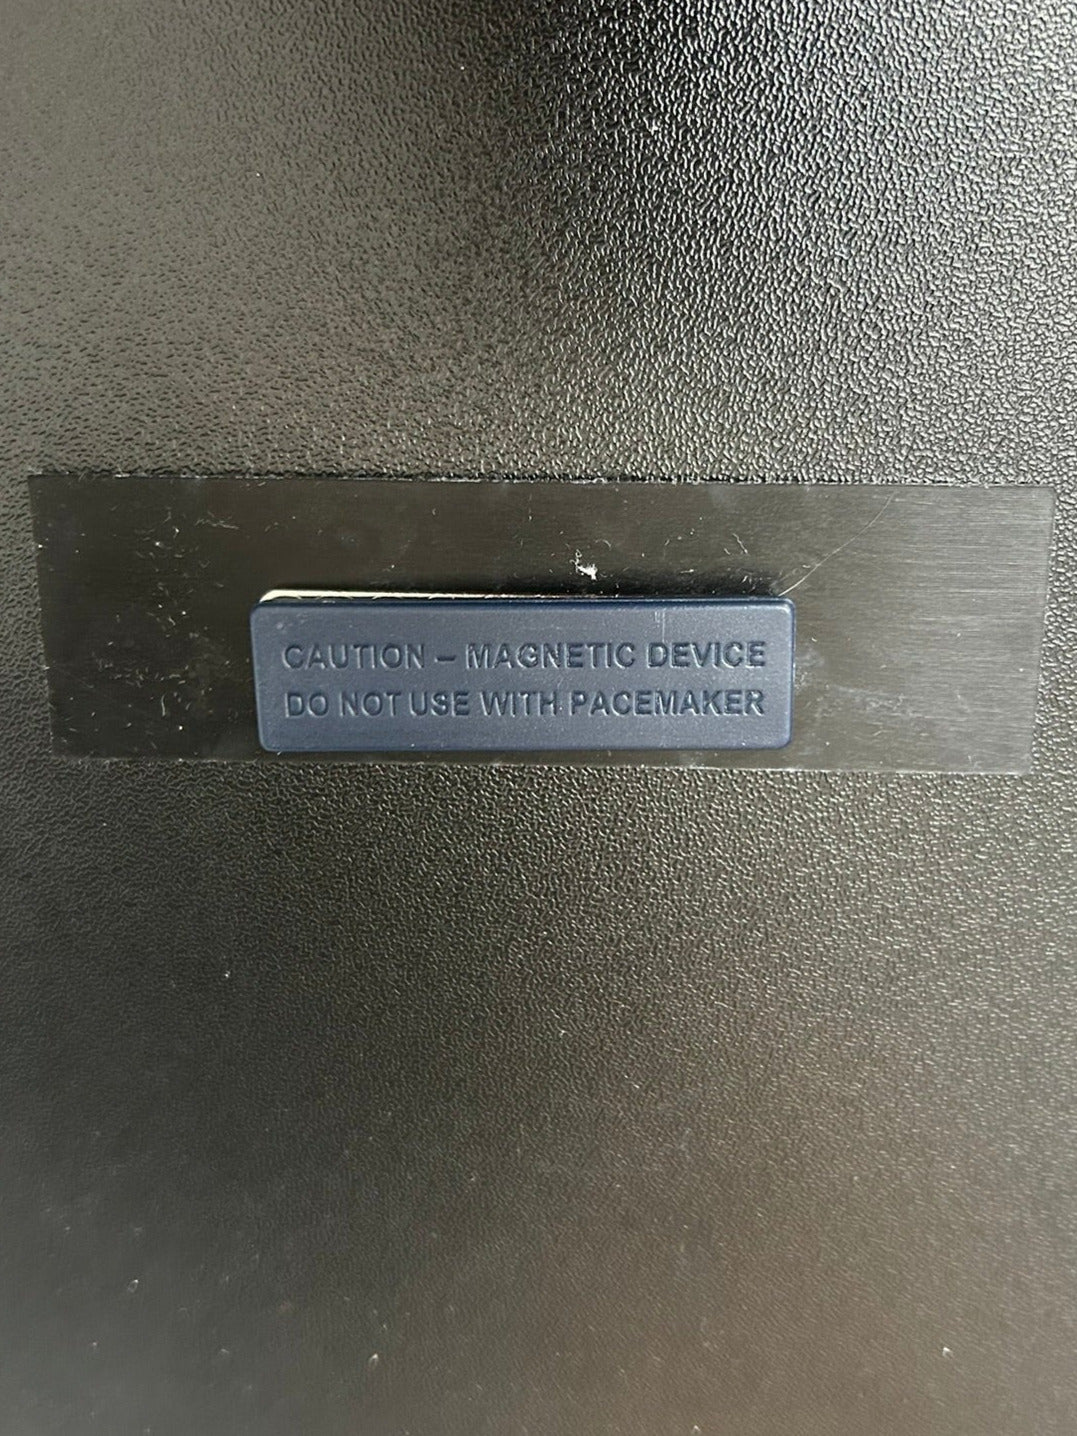 CAUTION – MAGNETIC DEVICE
DO NOT USE WITH PACEMAKER